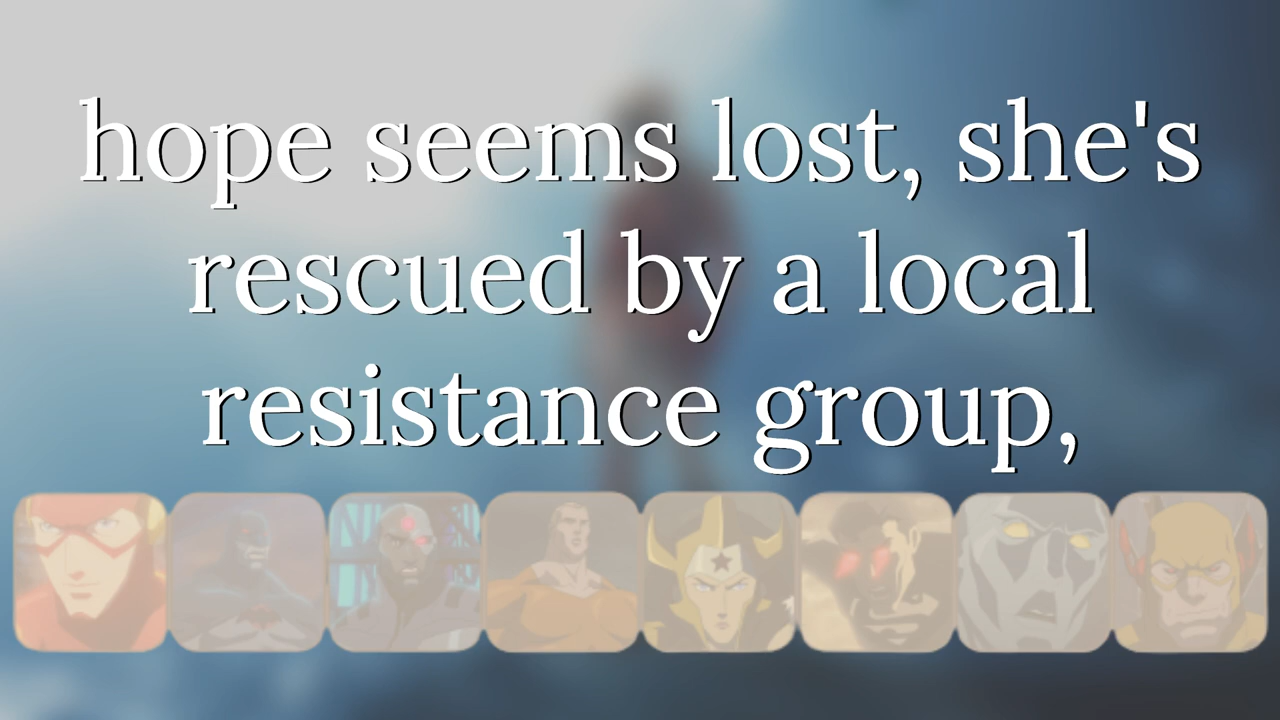 hope seems lost, she's
rescued by a local
resistance group,